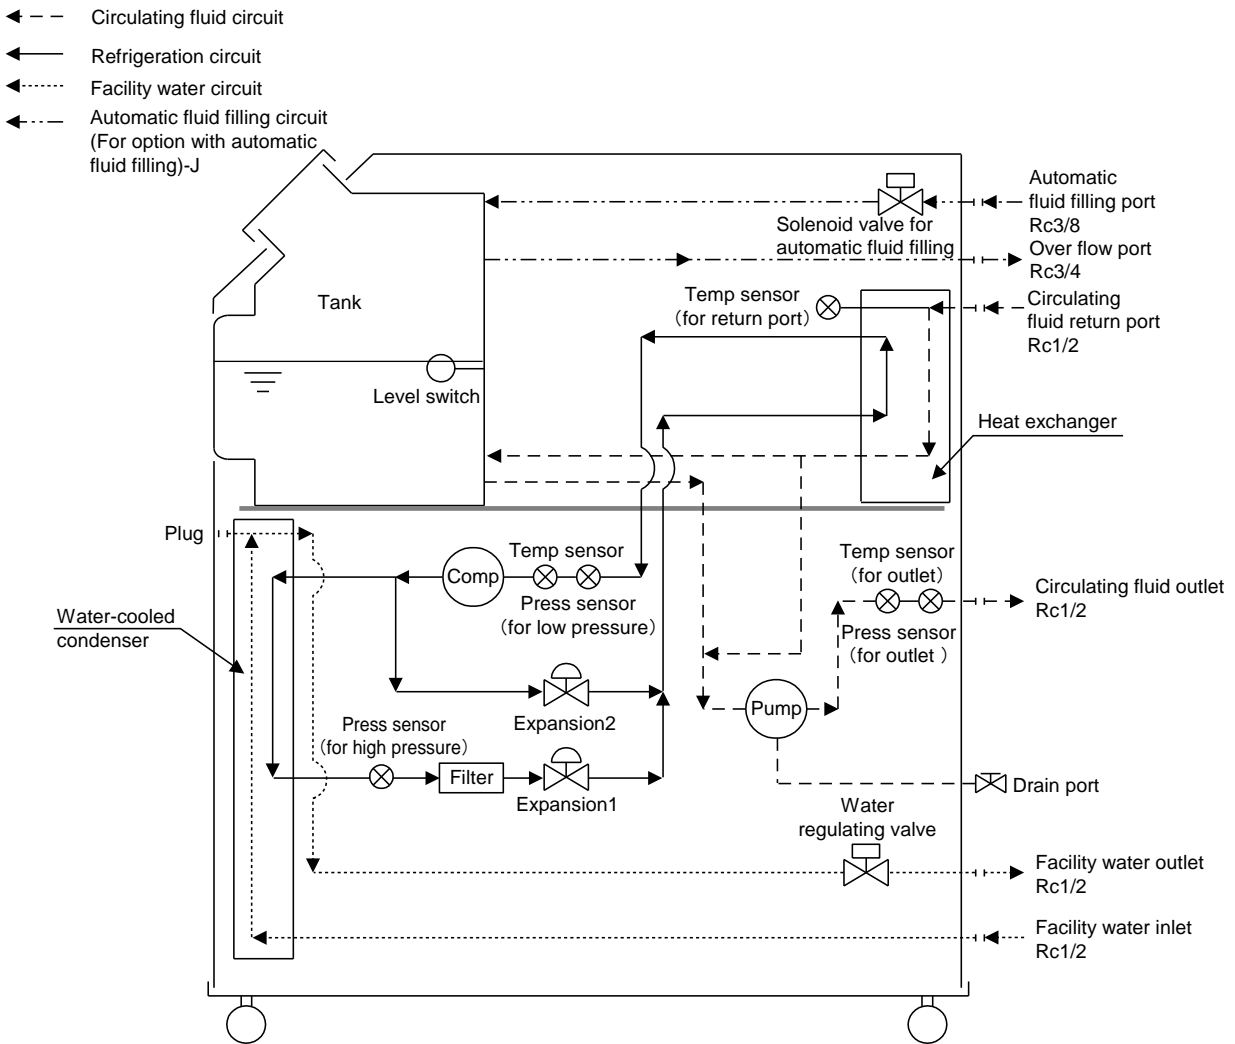 Circulating fluid circuit
Refrigeration circuit
Facility water circuit
Automatic fluid filling circuit
(For option with automatic
fluid filling)-J
Automatic
fluid filling port
Rc3/8
Solenoid valve for
automatic fluid filling
Over flow port
Rc3/4
Tank
Temp sensor
(for return port)
Circulating
fluid return port
Rc1/2
Level switch
Heat exchanger
Plug
Temp sensor
Comp
Press sensor
(for low pressure)
Temp sensor
(for outlet)
Press sensor
(for outlet )
Circulating fluid outlet
Rc1/2
Water-cooled
condenser
Expansion2
Pump
Press sensor
(for high pressure)
Filter
Expansion1
Drain port
Water
regulating valve
Facility water outlet
Rc1/2
Facility water inlet
Rc1/2